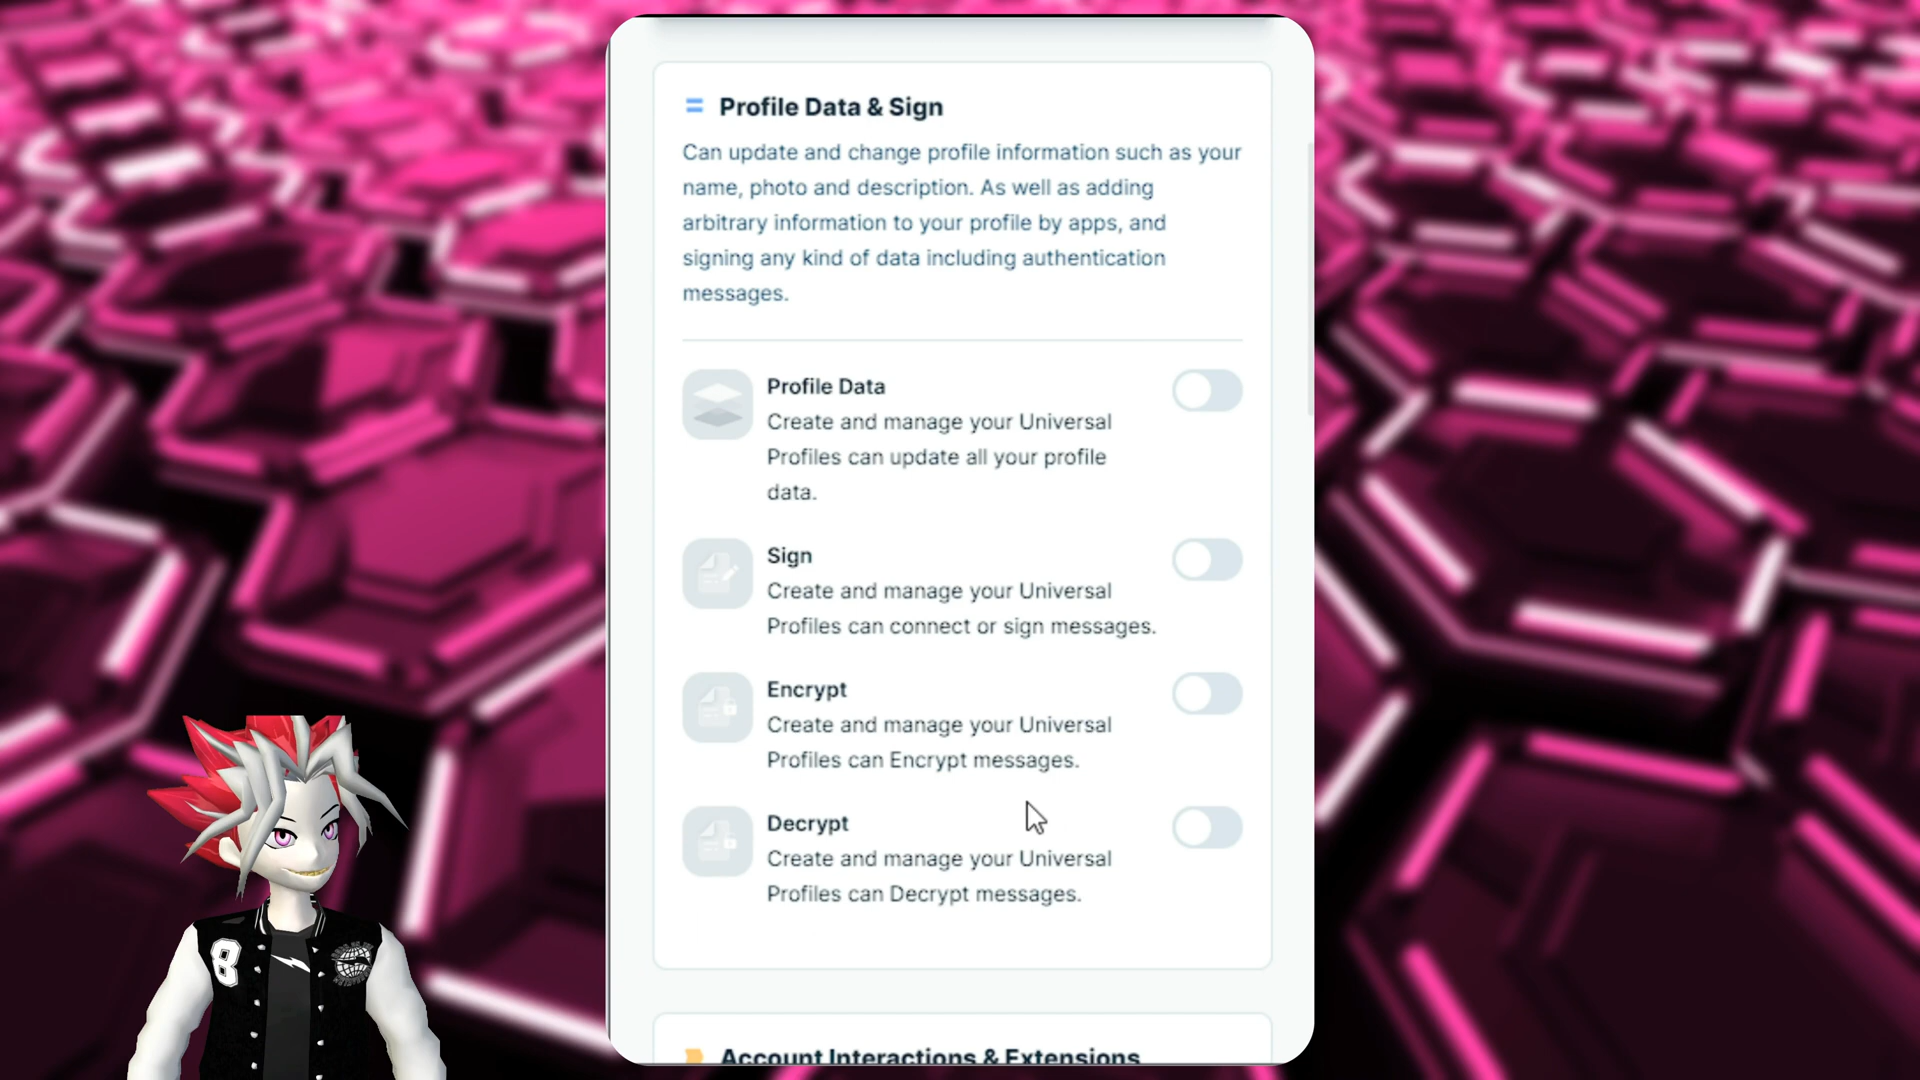 Profile Data & Sign
Can update and change profile information such as your
name, photo and description. As well as adding
arbitrary information to your profile by apps, and
signing any kind of data including authentication
messages.
Profile Data
Create and manage your Universal
Profiles can update all your profile
data.
Sign
Create and manage your Universal
Profiles can connect or sign messages.
Encrypt
Create and manage your Universal
Profiles can Encrypt messages.
Decrypt
Create and manage your Universal
Profiles can Decrypt messages.
Account Interactions & Extensions
8